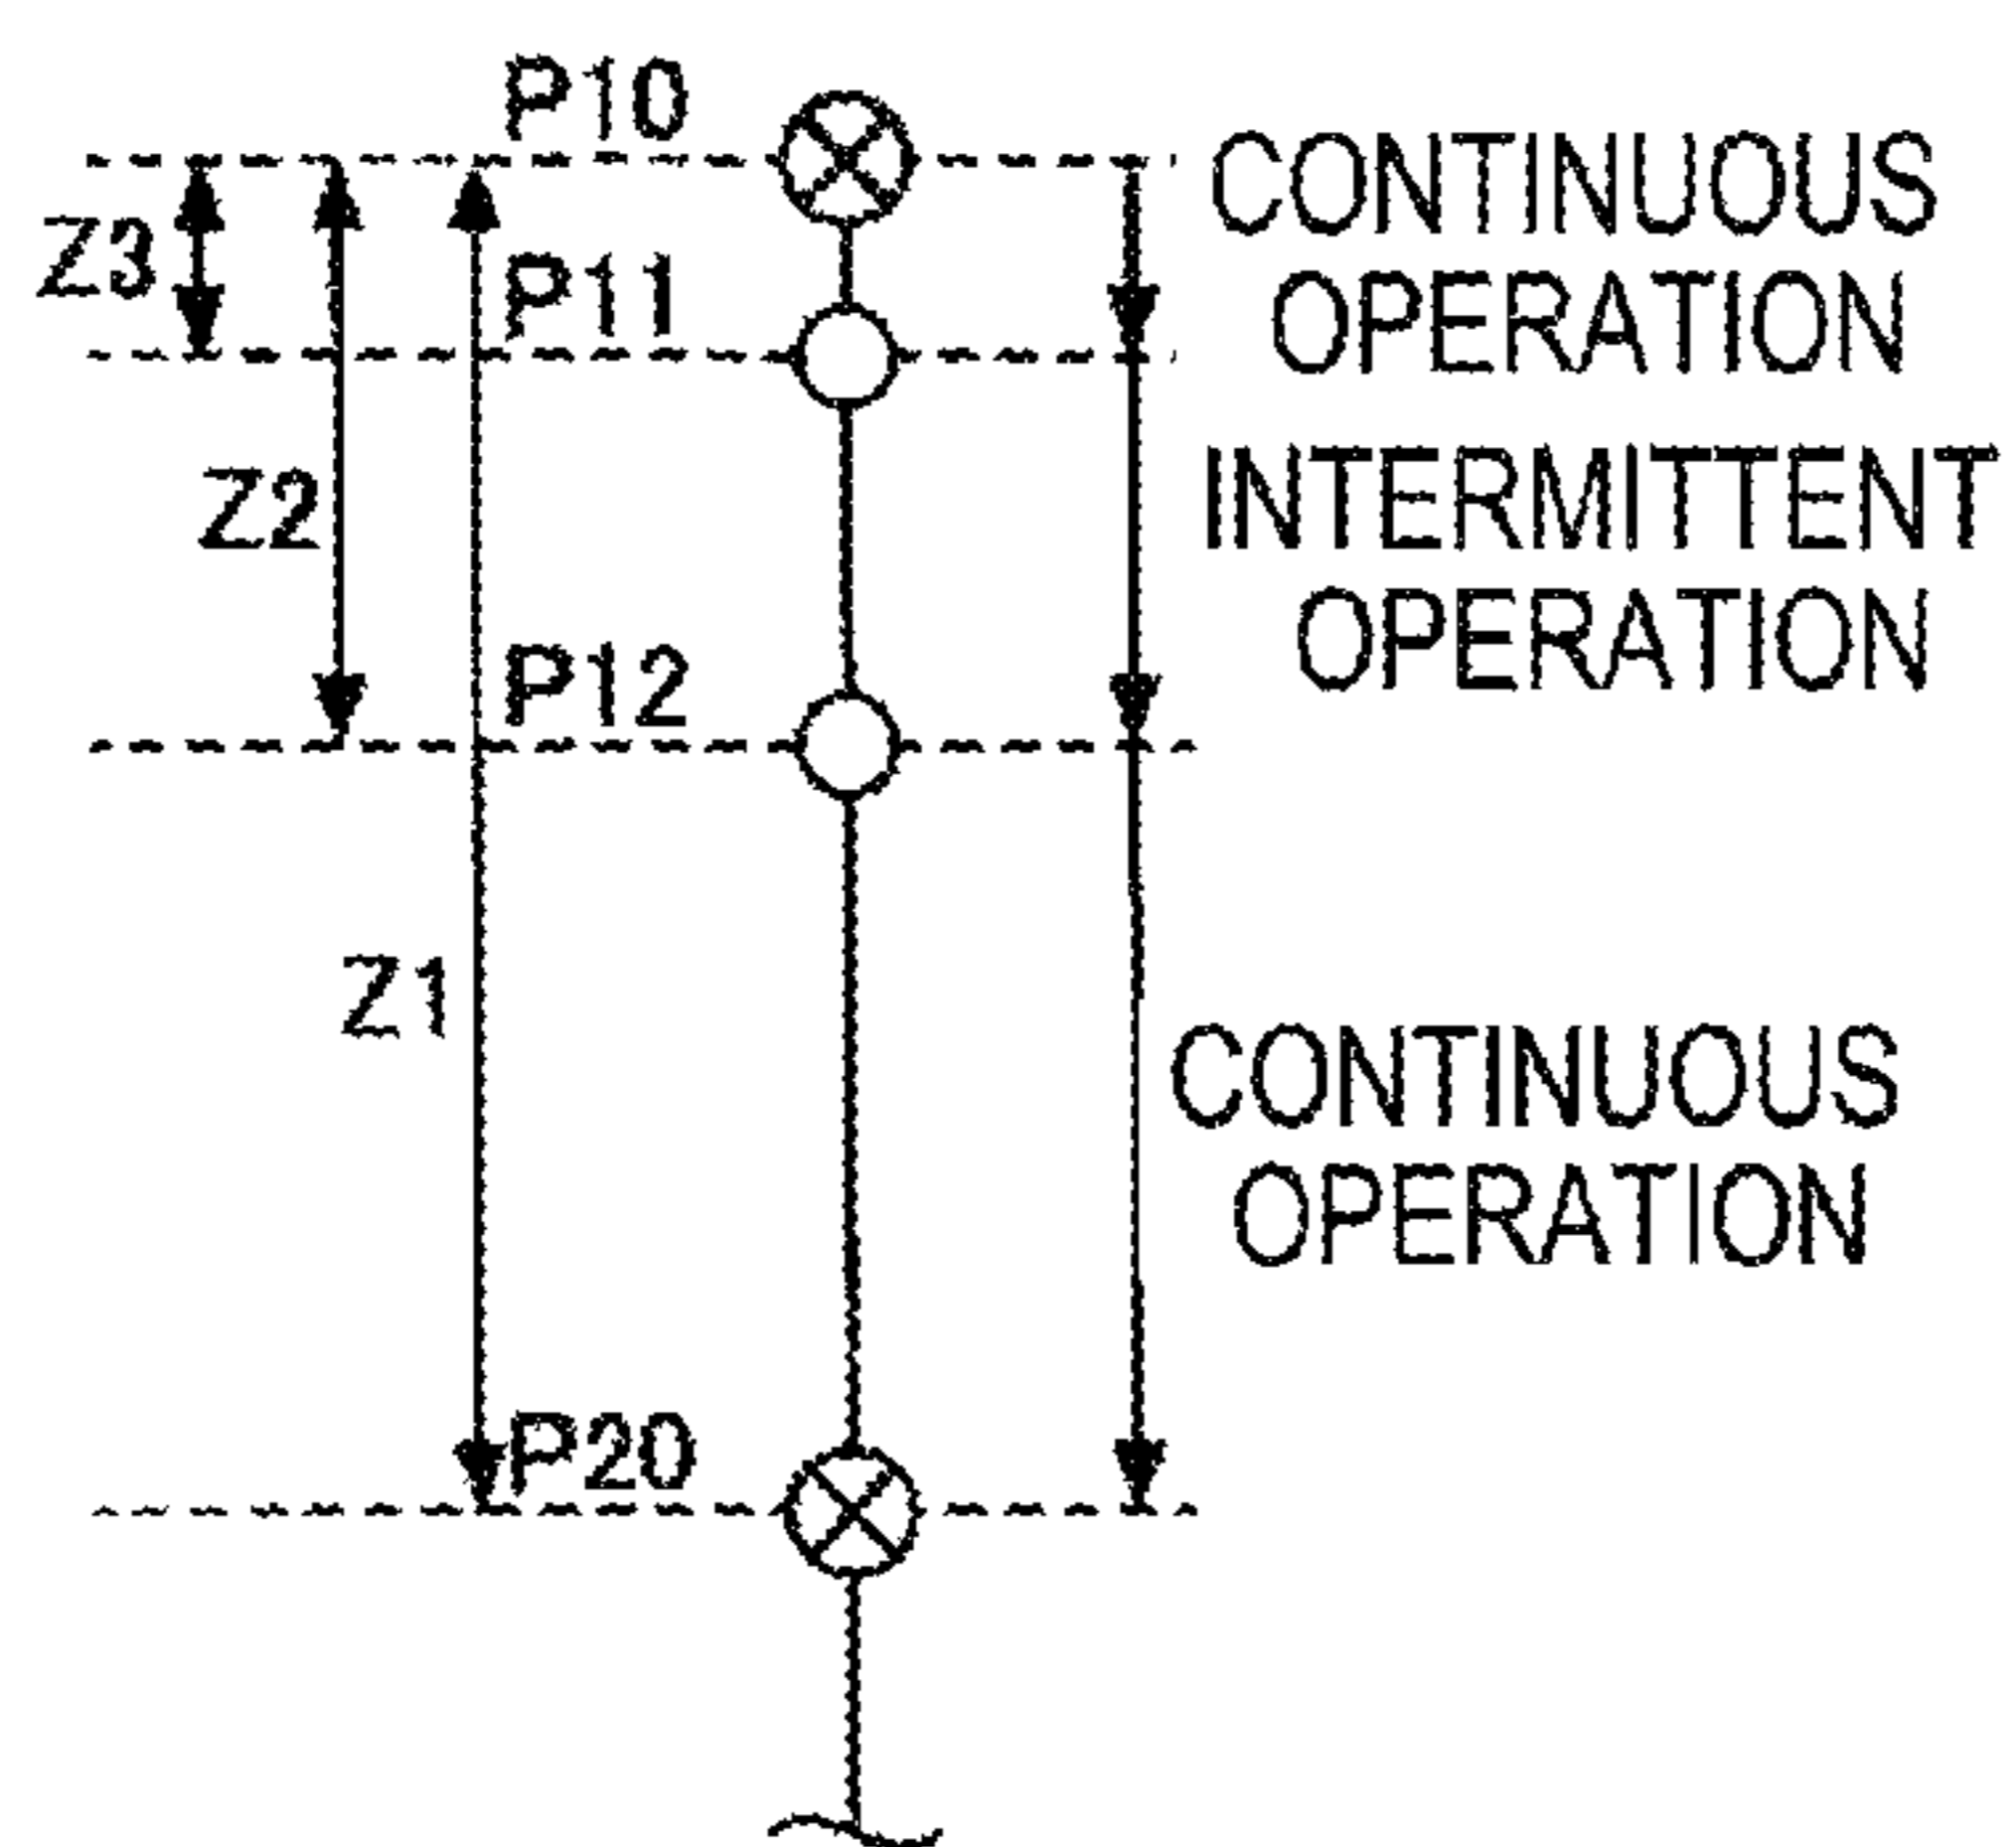 P10
CONTINUOUS
OPERATION
Z3
P11
INTERMITTENT
OPERATION
Z2
P12
Z1
CONTINUOUS
OPERATION
P20